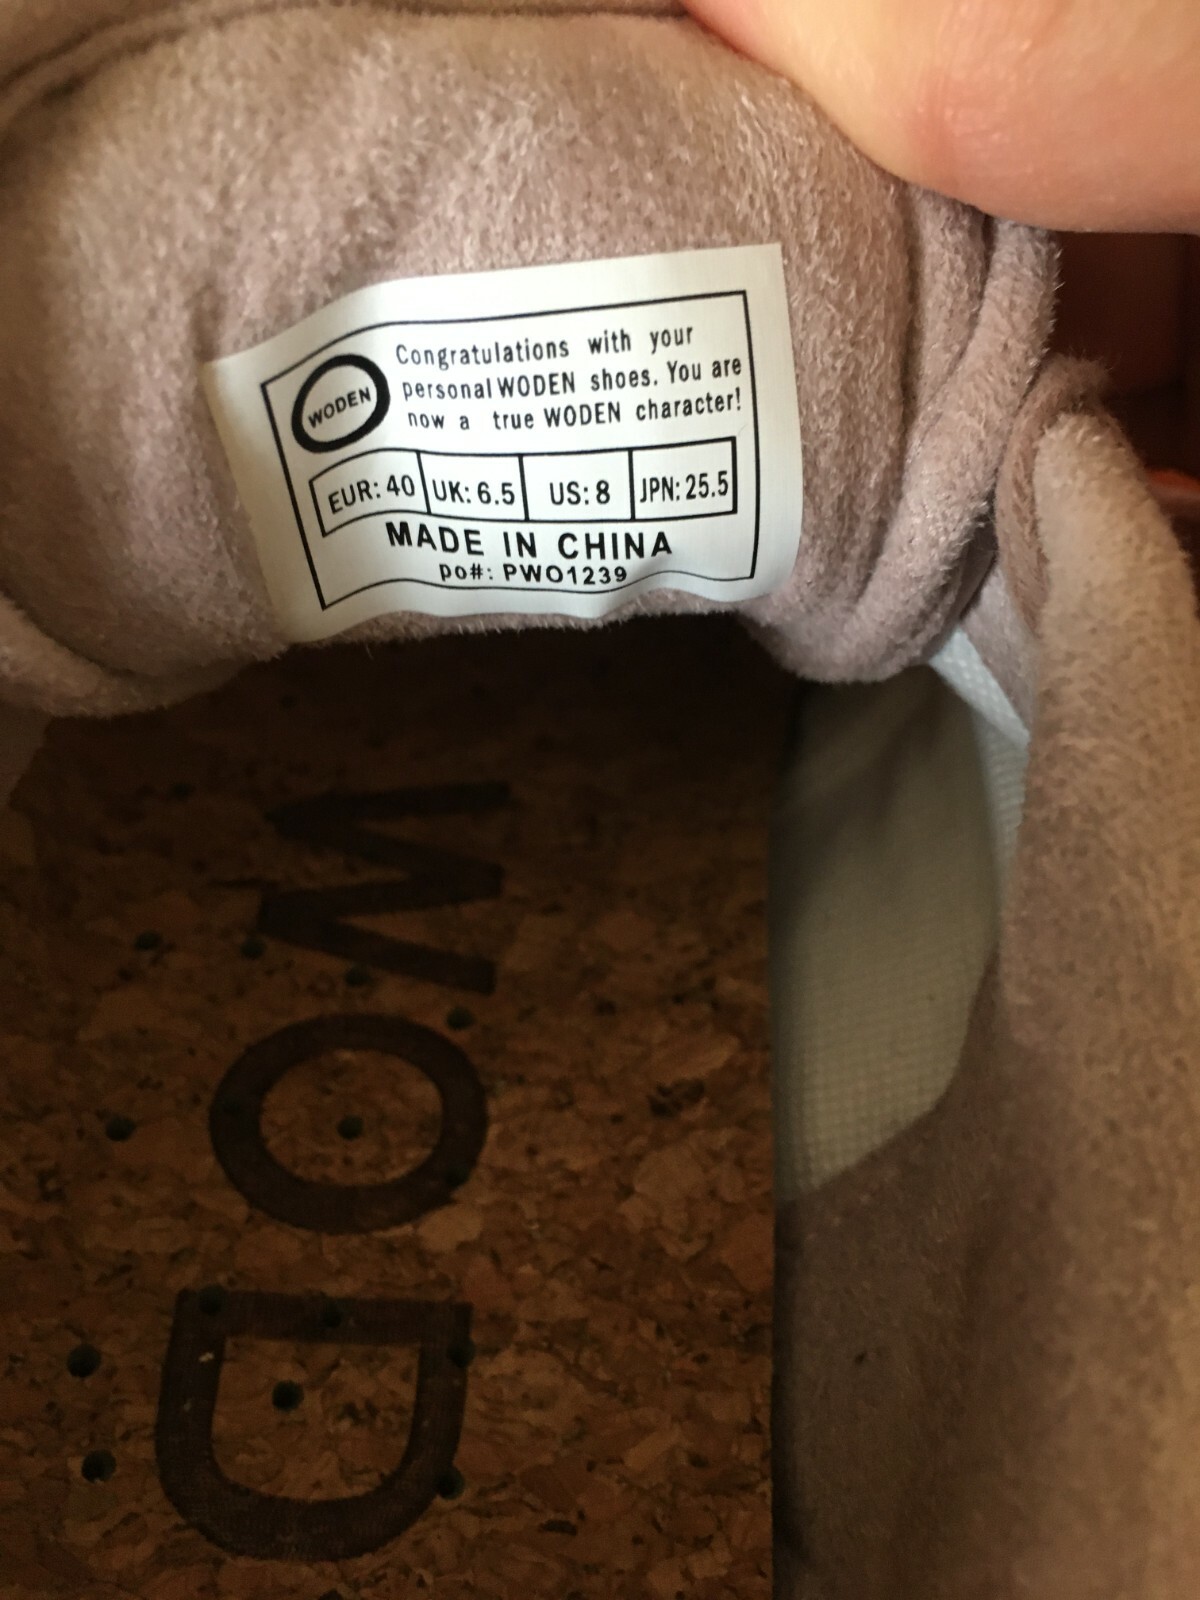 WODEN
Congratulations with your
personal WODEN shoes. You are
now a true WODEN character!
EUR: 40 UK: 6.5 US: 8 JPN: 25.5
MADE IN CHINA
po#: PWO1239
WOD